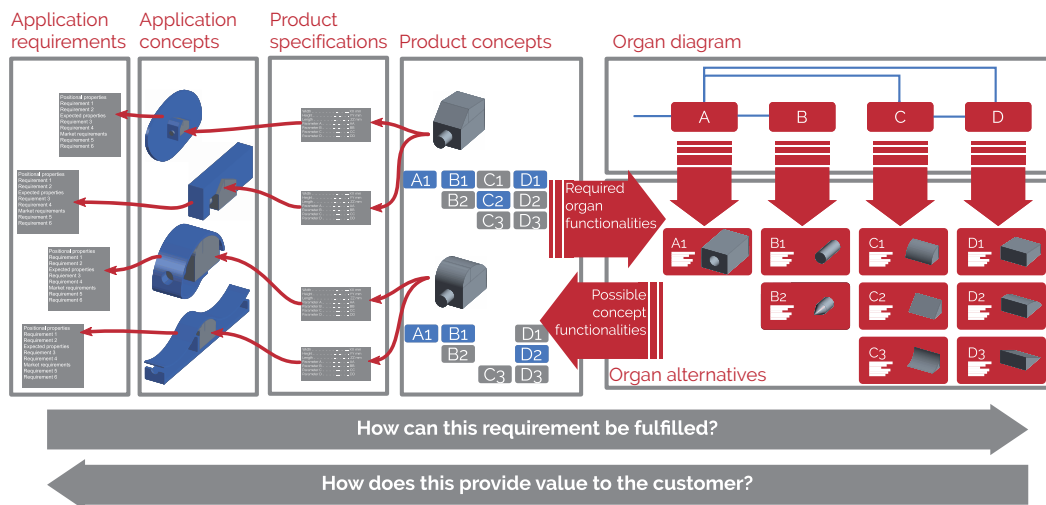 Application requirements
Application concepts
Product specifications
Product concepts
Organ diagram
Positional properties
Requirement 1
Requirement 2
Expected properties
Requirement 3
Requirement 4
Market requirements
Requirement 5
Requirement 6
Positional properties
Requirement 1
Requirement 2
Expected properties
Requirement 3
Requirement 4
Market requirements
Requirement 5
Requirement 6
Positional properties
Requirement 1
Requirement 2
Expected properties
Requirement 3
Requirement 4
Market requirements
Requirement 5
Requirement 6
Positional properties
Requirement 1
Requirement 2
Expected properties
Requirement 3
Requirement 4
Market requirements
Requirement 5
Requirement 6
A1 B1 C1 D1
B2 C2 D2
C3 D3
A1 B1 D1
B2 D2
C3 D3
Required
organ
functionalities
Possible
concept
functionalities
A B C D
A1 B1 C1 D1
B2 C2 D2
C3 D3
Organ alternatives
How can this requirement be fulfilled?
How does this provide value to the customer?